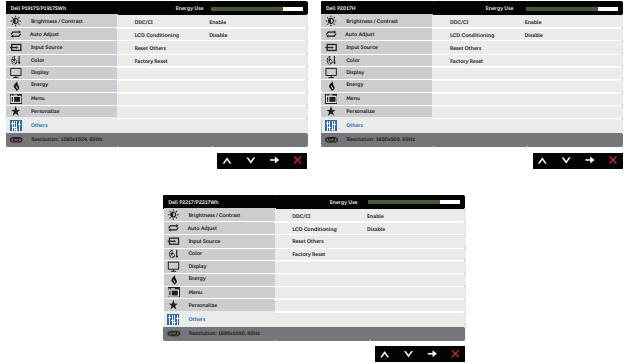 Dell P1917S/P1917SWh Energy Use
Brightness / Contrast DDC/CI Enable
Auto Adjust LCD Conditioning Disable
Input Source Reset Others
Color Factory Reset
Display
Energy
Menu
Personalize
Others
Resolution: 1280x1024, 60Hz
Dell P2017H Energy Use
Brightness / Contrast DDC/CI Enable
Auto Adjust LCD Conditioning Disable
Input Source Reset Others
Color Factory Reset
Display
Energy
Menu
Personalize
Others
Resolution: 1600x900, 60Hz
Dell P2217/P2217Wh Energy Use
Brightness / Contrast DDC/CI Enable
Auto Adjust LCD Conditioning Disable
Input Source Reset Others
Color Factory Reset
Display
Energy
Menu
Personalize
Others
Resolution: 1680x1050, 60Hz